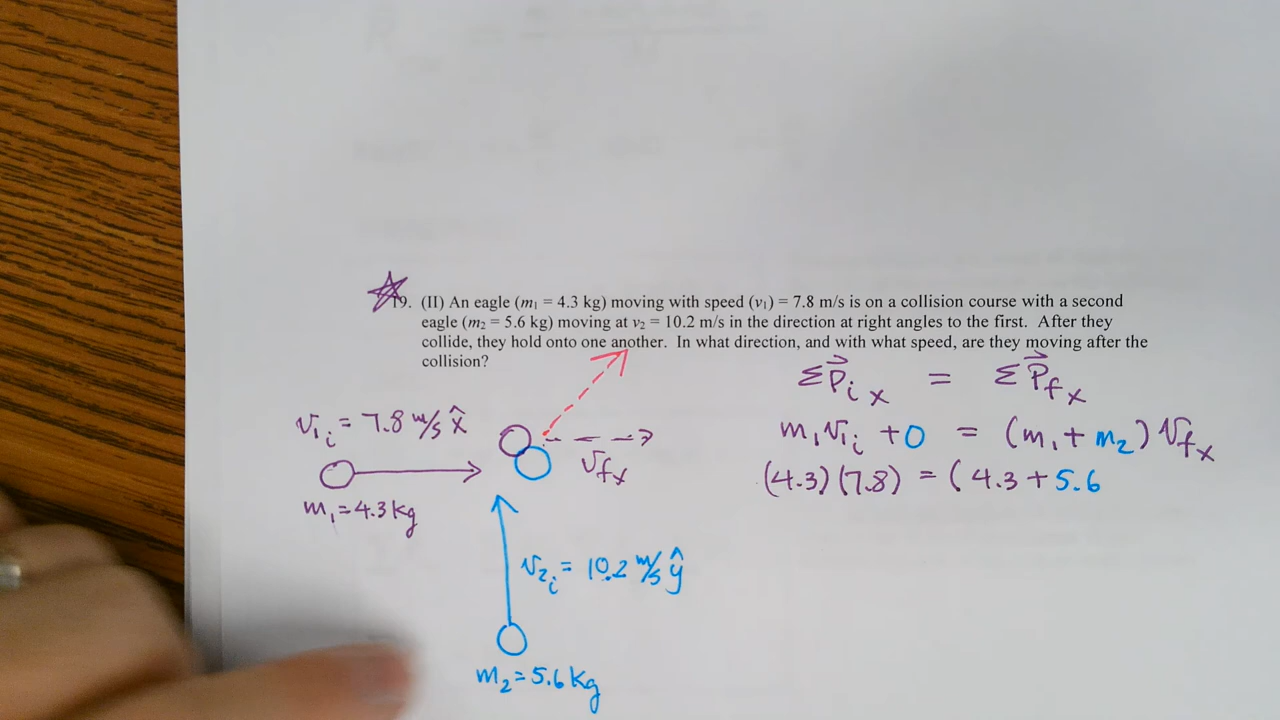 19. (II) An eagle (m₁ = 4.3 kg) moving with speed (v₁) = 7.8 m/s is on a collision course with a second
eagle (m₂ = 5.6 kg) moving at v₂ = 10.2 m/s in the direction at right angles to the first. After they
collide, they hold onto one another. In what direction, and with what speed, are they moving after the
collision?
Σp⃗ᵢₓ = ΣP⃗fₓ
v₁ᵢ = 7.8 m/s x̂
m₁v₁ᵢ + 0 = (m₁ + m₂) vfₓ
vfₓ
(4.3)(7.8) = (4.3 + 5.6
m₁ = 4.3 kg
v₂ᵢ = 10.2 m/s ŷ
m₂ = 5.6 kg